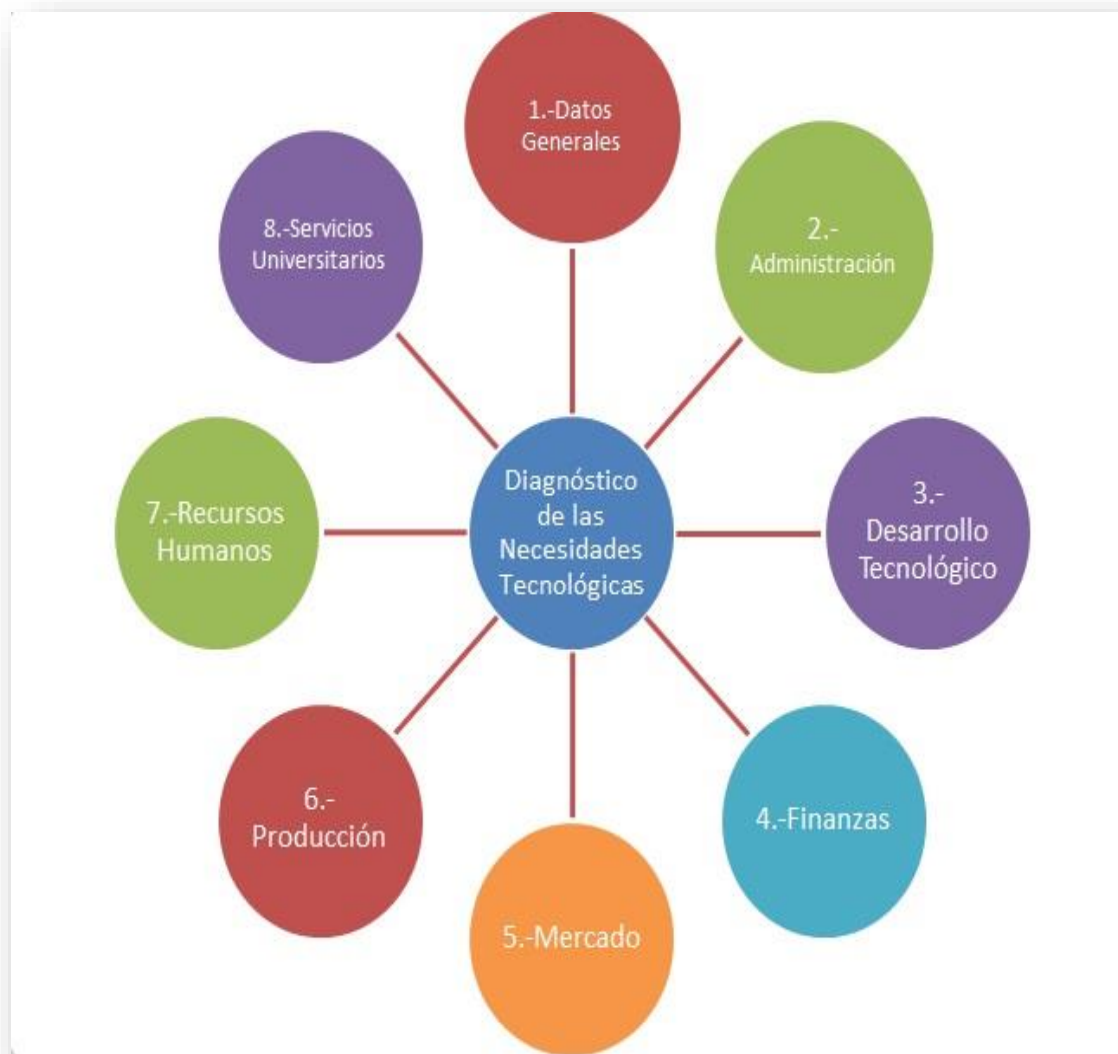 1.-Datos
Generales
2.-
Administración
3.-
Desarrollo
Tecnológico
4.-Finanzas
5.-Mercado
6.-
Producción
7.-Recursos
Humanos
8.-Servicios
Universitarios
Diagnóstico
de las
Necesidades
Tecnológicas